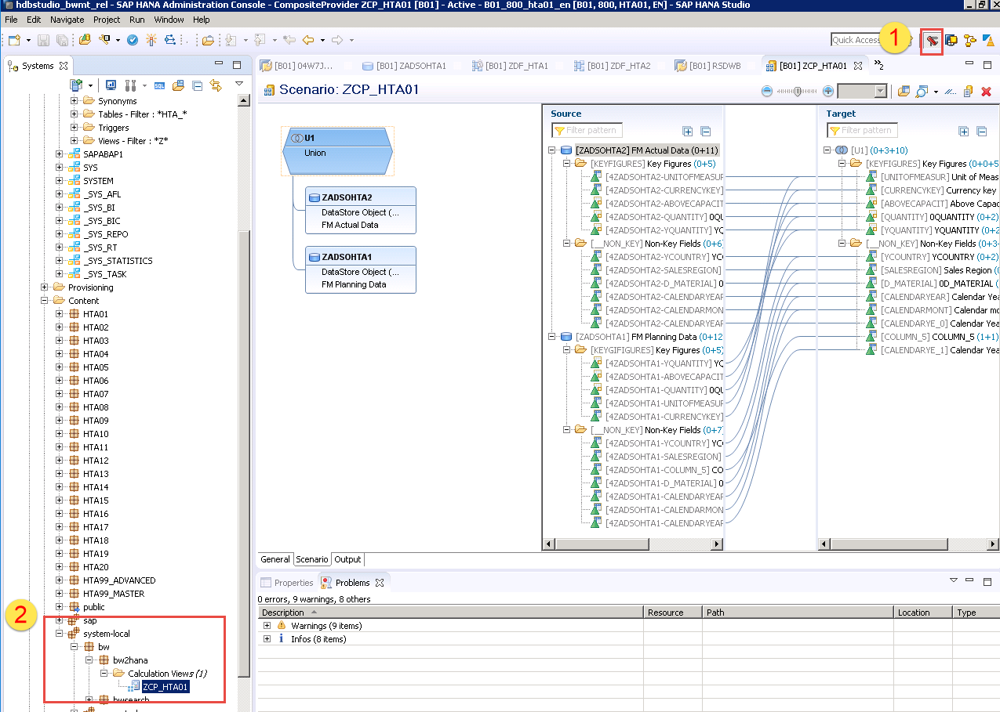 hdbstudio_bwmt_rel - SAP HANA Administration Console - CompositeProvider ZCP_HTA01 [B01] - Active - B01_800_hta01_en [B01, 800, HTA01, EN] - SAP HANA Studio
File Edit Navigate Project Run Window Help
Quick Access
1
Systems
[B01] 04W7J... [B01] ZADSOHTA1 [B01] ZDF_HTA1 [B01] ZDF_HTA2 [B01] RSDWB [B01] ZCP_HTA01 »2
SQL
Synonyms
Tables - Filter : *HTA_*
Triggers
Views - Filter : *Z*
SAPABAP1
SYS
SYSTEM
_SYS_AFL
_SYS_BI
_SYS_BIC
_SYS_REPO
_SYS_RT
_SYS_STATISTICS
_SYS_TASK
Provisioning
Content
HTA01
HTA02
HTA03
HTA04
HTA05
HTA06
HTA07
HTA08
HTA09
HTA10
HTA11
HTA12
HTA13
HTA14
HTA15
HTA16
HTA17
HTA18
HTA19
HTA20
HTA99_ADVANCED
HTA99_MASTER
public
2
sap
system-local
bw
bw2hana
Calculation Views (1)
ZCP_HTA01
bwsearch
Scenario: ZCP_HTA01
U1
Union
ZADSOHTA2
DataStore Object (...
FM Actual Data
ZADSOHTA1
DataStore Object (...
FM Planning Data
Source
Filter pattern
[ZADSOHTA2] FM Actual Data (0+11)
[KEYFIGURES] Key Figures (0+5)
[4ZADSOHTA2-UNITOFMEASUR
[4ZADSOHTA2-CURRENCYKEY]
[4ZADSOHTA2-ABOVECAPACIT
[4ZADSOHTA2-QUANTITY] 0QU
[4ZADSOHTA2-YQUANTITY] YQ
[__NON_KEY] Non-Key Fields (0+6)
[4ZADSOHTA2-YCOUNTRY] YCC
[4ZADSOHTA2-SALESREGION]
[4ZADSOHTA2-D_MATERIAL] 0
[4ZADSOHTA2-CALENDARYEAR
[4ZADSOHTA2-CALENDARMON
[4ZADSOHTA2-CALENDARYEAR
[ZADSOHTA1] FM Planning Data (0+12
[KEYGIFIGURES] Key Figures (0+5)
[4ZADSOHTA1-YQUANTITY] YQ
[4ZADSOHTA1-ABOVECAPACIT
[4ZADSOHTA1-QUANTITY] 0QU
[4ZADSOHTA1-UNITOFMEASUR
[4ZADSOHTA1-CURRENCYKEY]
[__NON_KEY] Non-Key Fields (0+7)
[4ZADSOHTA1-YCOUNTRY] YCC
[4ZADSOHTA1-SALESREGION]
[4ZADSOHTA1-COLUMN_5] CO
[4ZADSOHTA1-D_MATERIAL] 0
[4ZADSOHTA1-CALENDARYEAR
[4ZADSOHTA1-CALENDARMON
[4ZADSOHTA1-CALENDARYEAR
Target
Filter pattern
[U1] (0+3+10)
[KEYFIGURES] Key Figures (0+0+5
[UNITOFMEASUR] Unit of Meas
[CURRENCYKEY] Currency key
[ABOVECAPACIT] Above Capac
[QUANTITY] 0QUANTITY (0+2)
[YQUANTITY] YQUANTITY (0+2
[__NON_KEY] Non-Key Fields (0+3+
[YCOUNTRY] YCOUNTRY (0+2)
[SALESREGION] Sales Region (0
[D_MATERIAL] 0D_MATERIAL (
[CALENDARYEAR] Calendar Yea
[CALENDARMONT] Calendar mo
[CALENDARYE_0] Calendar Yea
[COLUMN_5] COLUMN_5 (1+1)
[CALENDARYE_1] Calendar Yea
General Scenario Output
Properties Problems
0 errors, 9 warnings, 8 others
Description Resource Path Location Type
Warnings (9 items)
Infos (8 items)